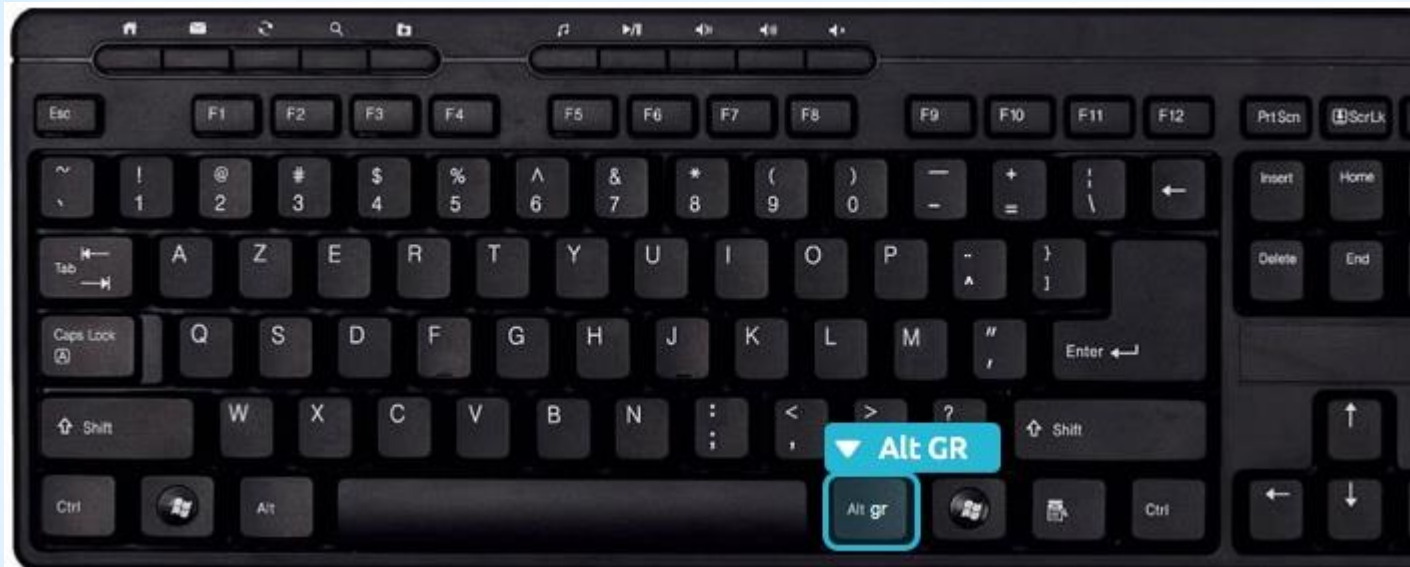 Esc F1 F2 F3 F4 F5 F6 F7 F8 F9 F10 F11 F12 Prt Scn ScrLk
~ ! @ # $ % ^ & * ( ) — + ¦ ←
` 1 2 3 4 5 6 7 8 9 0 - = \
Insert Home
Tab A Z E R T Y U I O P ¨ ^ } ] Delete End
Caps Lock A Q S D F G H J K L M " ' Enter
Shift W X C V B N : ; < , > ? Shift ↑
Alt GR
Ctrl Alt Alt gr Ctrl ← ↓